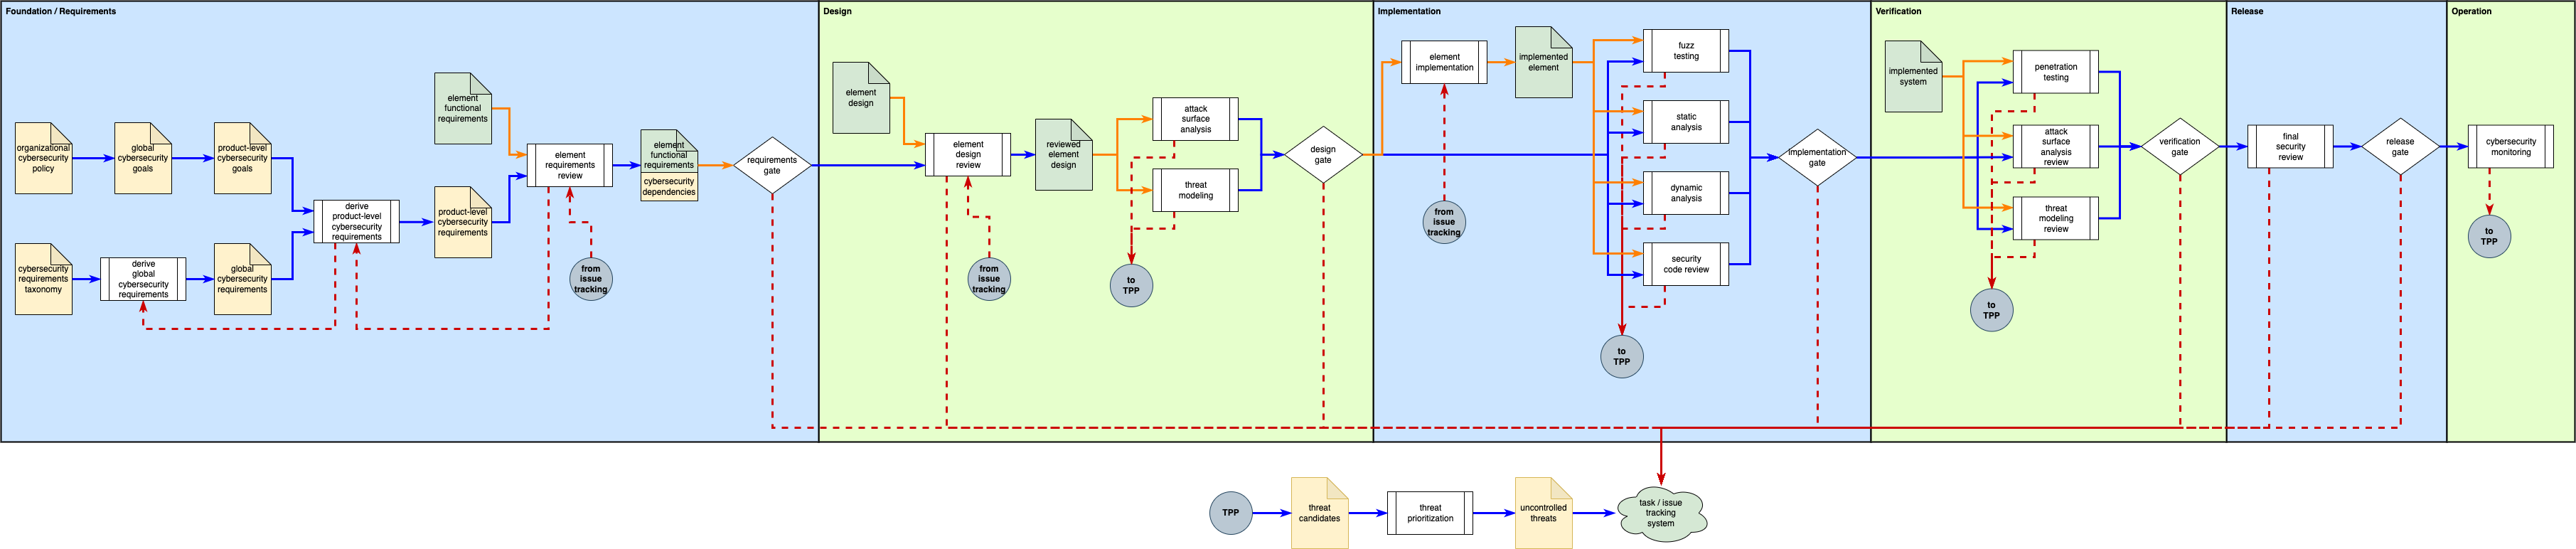 Foundation / Requirements
organizational
cybersecurity
policy
global
cybersecurity
goals
product-level
cybersecurity
goals
cybersecurity
requirements
taxonomy
derive
global
cybersecurity
requirements
global
cybersecurity
requirements
derive
product-level
cybersecurity
requirements
element
functional
requirements
product-level
cybersecurity
requirements
element
requirements
review
from
issue
tracking
element
functional
requirements
cybersecurity
dependencies
requirements
gate
Design
element
design
element
design
review
from
issue
tracking
reviewed
element
design
attack
surface
analysis
threat
modeling
to
TPP
design
gate
Implementation
element
implementation
from
issue
tracking
implemented
element
fuzz
testing
static
analysis
dynamic
analysis
security
code review
to
TPP
implementation
gate
Verification
implemented
system
penetration
testing
attack
surface
analysis
review
threat
modeling
review
to
TPP
verification
gate
Release
final
security
review
release
gate
Operation
cybersecurity
monitoring
to
TPP
TPP
threat
candidates
threat
prioritization
uncontrolled
threats
task / issue
tracking
system